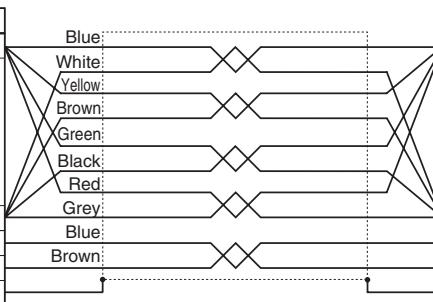 Blue
White
Yellow
Brown
Green
Black
Red
Grey
Blue
Brown